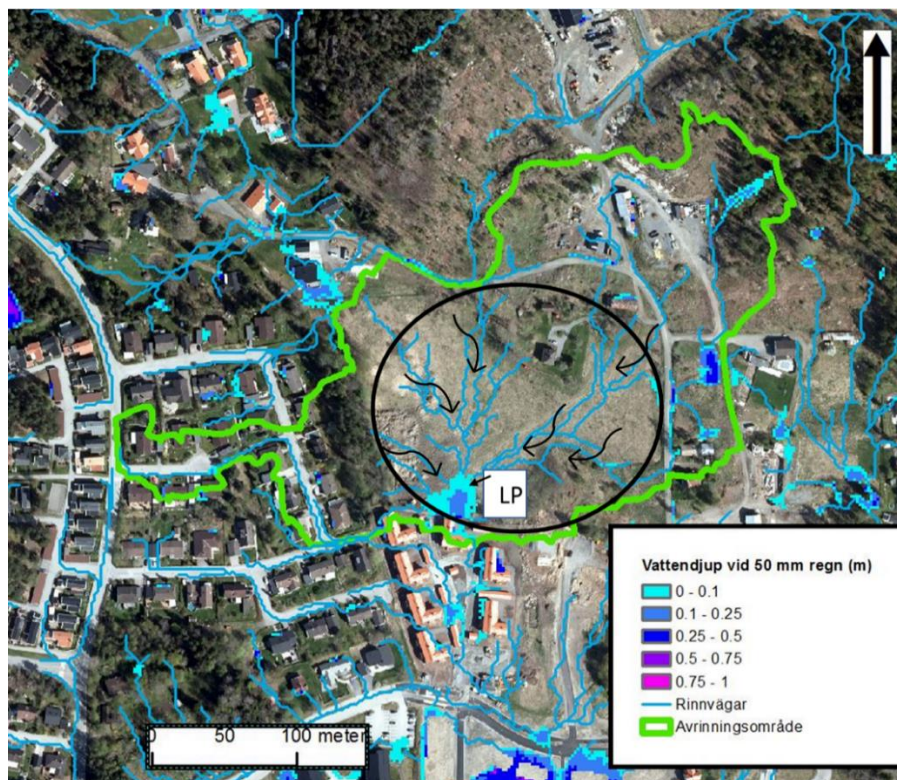 LP
Vattendjup vid 50 mm regn (m)
0 - 0.1
0.1 - 0.25
0.25 - 0.5
0.5 - 0.75
0.75 - 1
Rinnvägar
Avrinningsområde
0 50 100 meter